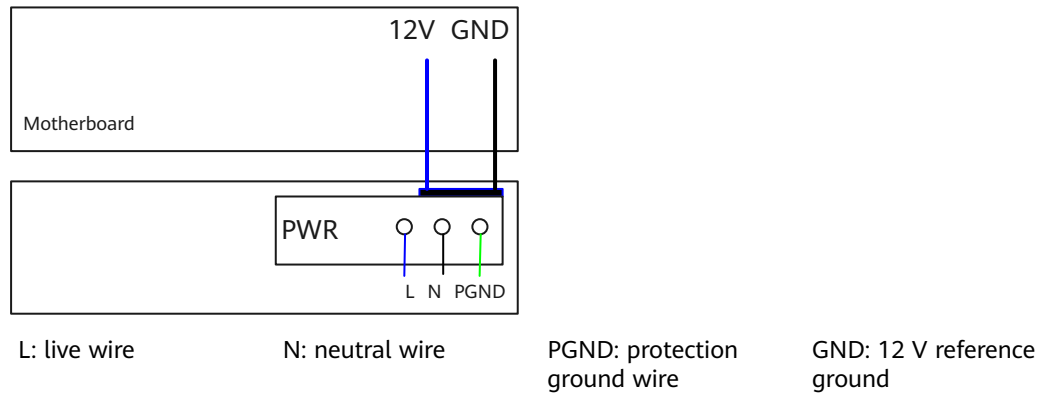 12V GND
Motherboard
PWR
L N PGND
L: live wire
N: neutral wire
PGND: protection
ground wire
GND: 12 V reference
ground